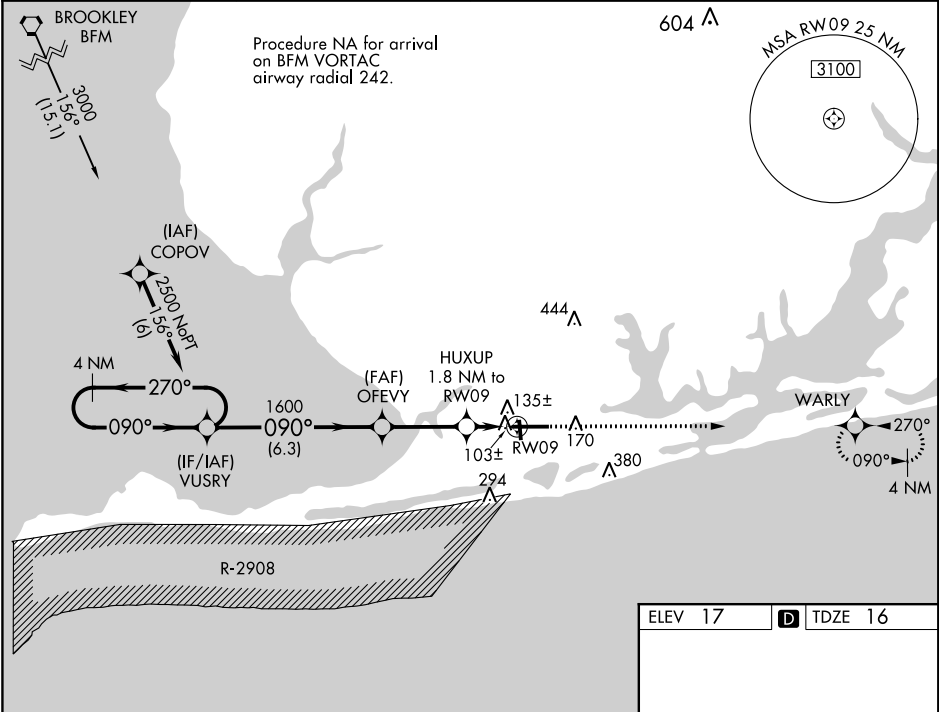 BROOKLEY
BFM
3000
156°
(15.1)
Procedure NA for arrival
on BFM VORTAC
airway radial 242.
604
MSA RW09 25 NM
3100
(IAF)
COPOV
2500 NoPT
156°
(6)
4 NM
270°
090°
(IF/IAF)
VUSRY
1600
090°
(6.3)
(FAF)
OFEVY
HUXUP
1.8 NM to
RW09
444
135±
103±
RW09
170
380
294
WARLY
270°
090°
4 NM
R-2908
ELEV 17
D
TDZE 16